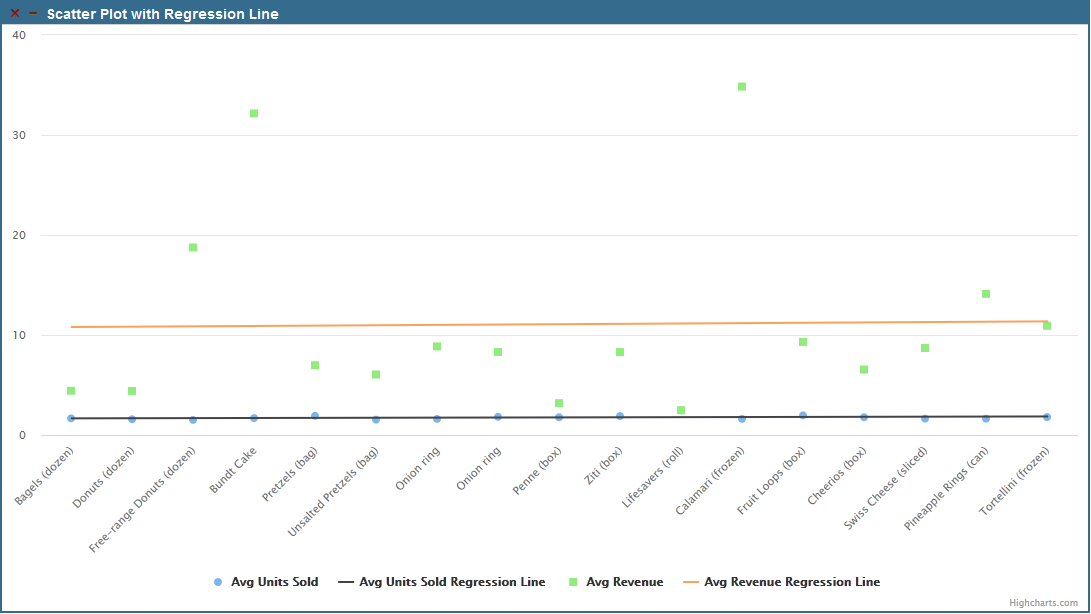 Scatter Plot with Regression Line
40
30
20
10
0
Bagels (dozen)
Donuts (dozen)
Free-range Donuts (dozen)
Bundt Cake
Pretzels (bag)
Unsalted Pretzels (bag)
Onion ring
Onion ring
Penne (box)
Ziti (box)
Lifesavers (roll)
Calamari (frozen)
Fruit Loops (box)
Cheerios (box)
Swiss Cheese (sliced)
Pineapple Rings (can)
Tortellini (frozen)
Avg Units Sold Avg Units Sold Regression Line Avg Revenue Avg Revenue Regression Line
Highcharts.com